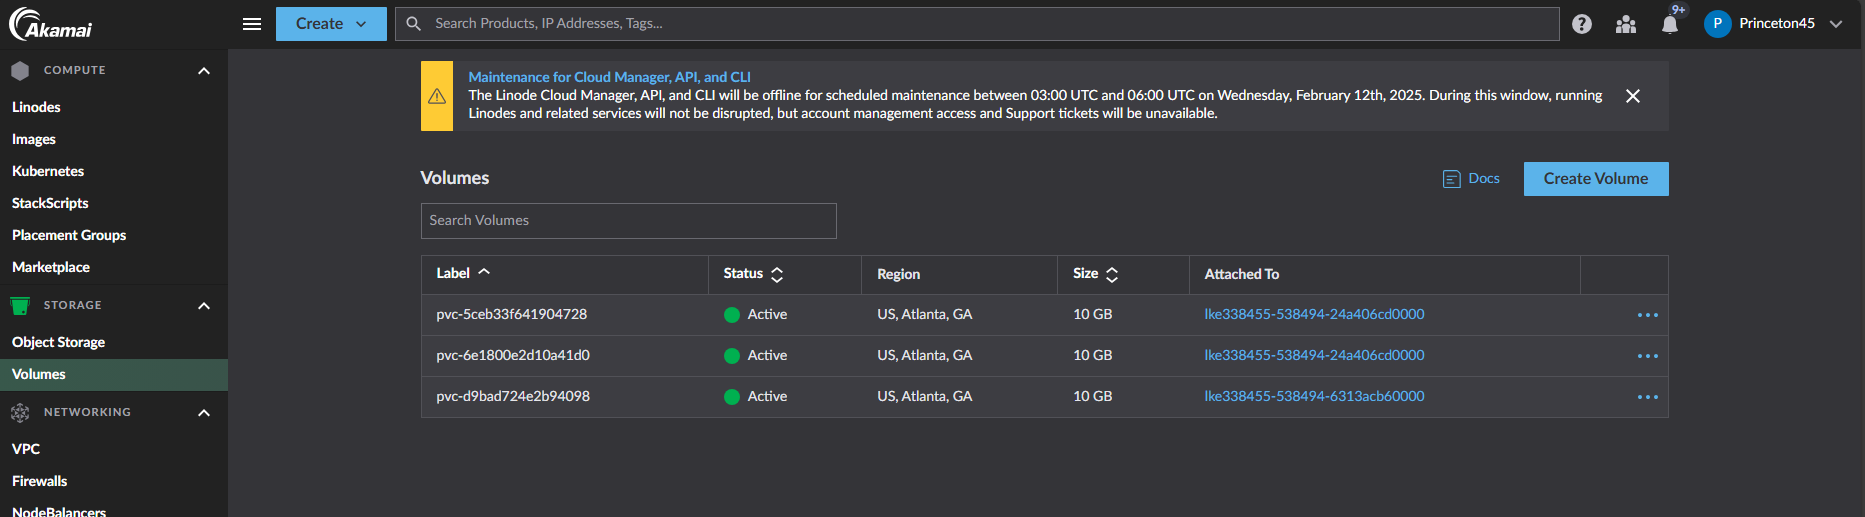 Akamai
Create
Search Products, IP Addresses, Tags...
9+
P
Princeton45
COMPUTE
Linodes
Images
Kubernetes
StackScripts
Placement Groups
Marketplace
STORAGE
Object Storage
Volumes
NETWORKING
VPC
Firewalls
NodeBalancers
Maintenance for Cloud Manager, API, and CLI
The Linode Cloud Manager, API, and CLI will be offline for scheduled maintenance between 03:00 UTC and 06:00 UTC on Wednesday, February 12th, 2025. During this window, running
Linodes and related services will not be disrupted, but account management access and Support tickets will be unavailable.
Volumes
Docs
Create Volume
Search Volumes
Label Status Region Size Attached To
pvc-5ceb33f641904728 Active US, Atlanta, GA 10 GB lke338455-538494-24a406cd0000
pvc-6e1800e2d10a41d0 Active US, Atlanta, GA 10 GB lke338455-538494-24a406cd0000
pvc-d9bad724e2b94098 Active US, Atlanta, GA 10 GB lke338455-538494-6313acb60000